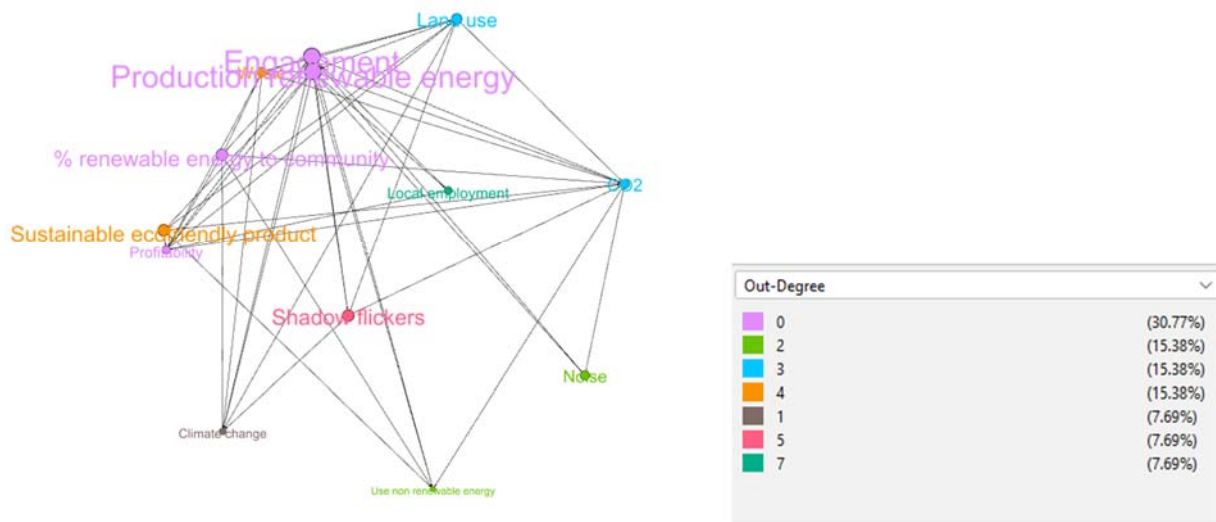 Land use
Engagement
Production renewable energy
% renewable energy to community
Local employment
CO2
Sustainable ecofriendly product
Profitability
Shadow flickers
Noise
Climate change
Use non renewable energy
Out-Degree
0 (30.77%)
2 (15.38%)
3 (15.38%)
4 (15.38%)
1 (7.69%)
5 (7.69%)
7 (7.69%)